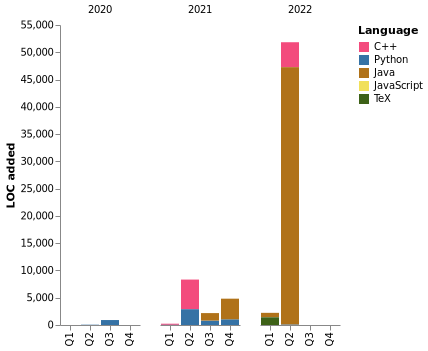 2020 2021 2022
Language
C++
Python
Java
JavaScript
TeX
LOC added
55,000
50,000
45,000
40,000
35,000
30,000
25,000
20,000
15,000
10,000
5,000
0
Q1 Q2 Q3 Q4 Q1 Q2 Q3 Q4 Q1 Q2 Q3 Q4